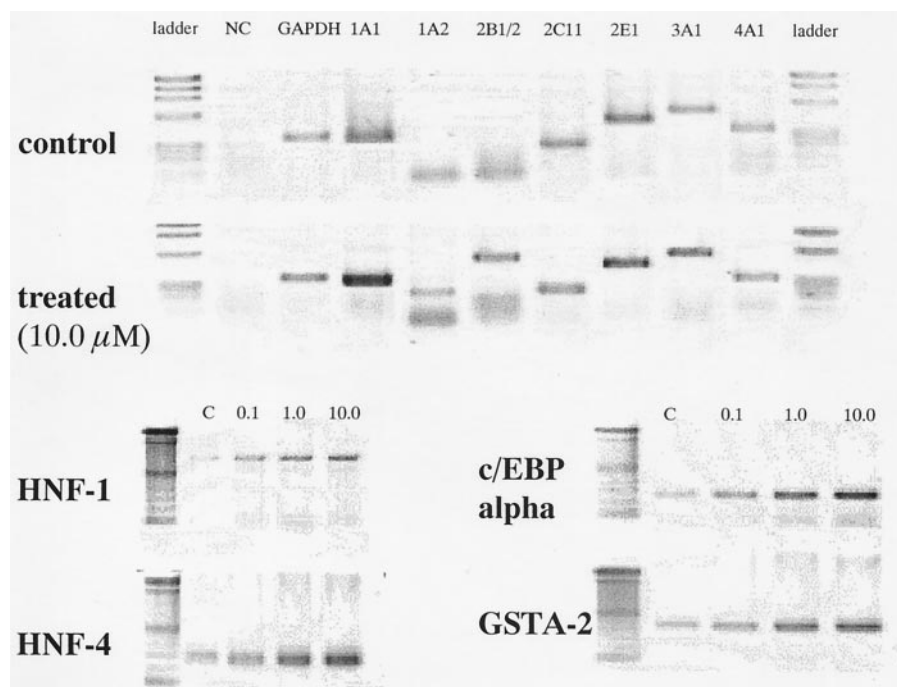 ladder NC GAPDH 1A1 1A2 2B1/2 2C11 2E1 3A1 4A1 ladder
control
treated
(10.0 μM)
C 0.1 1.0 10.0
HNF-1
C 0.1 1.0 10.0
c/EBP
alpha
HNF-4
GSTA-2